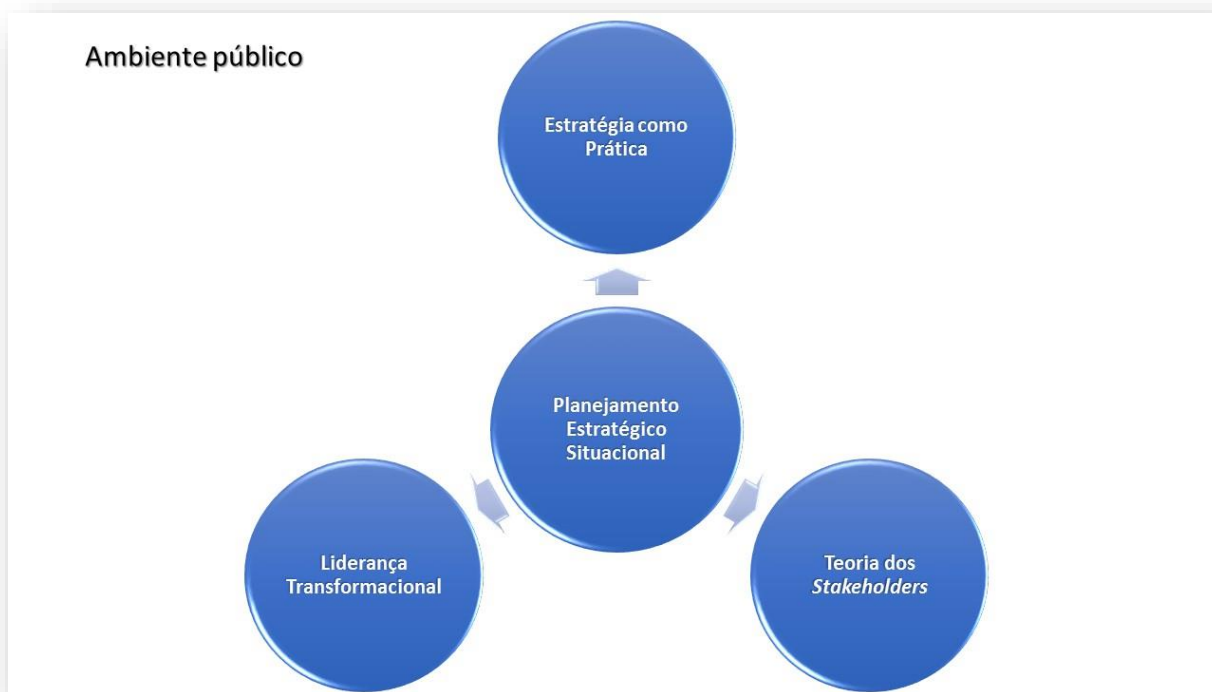 Ambiente público
Estratégia como
Prática
Planejamento
Estratégico
Situacional
Liderança
Transformacional
Teoria dos
Stakeholders